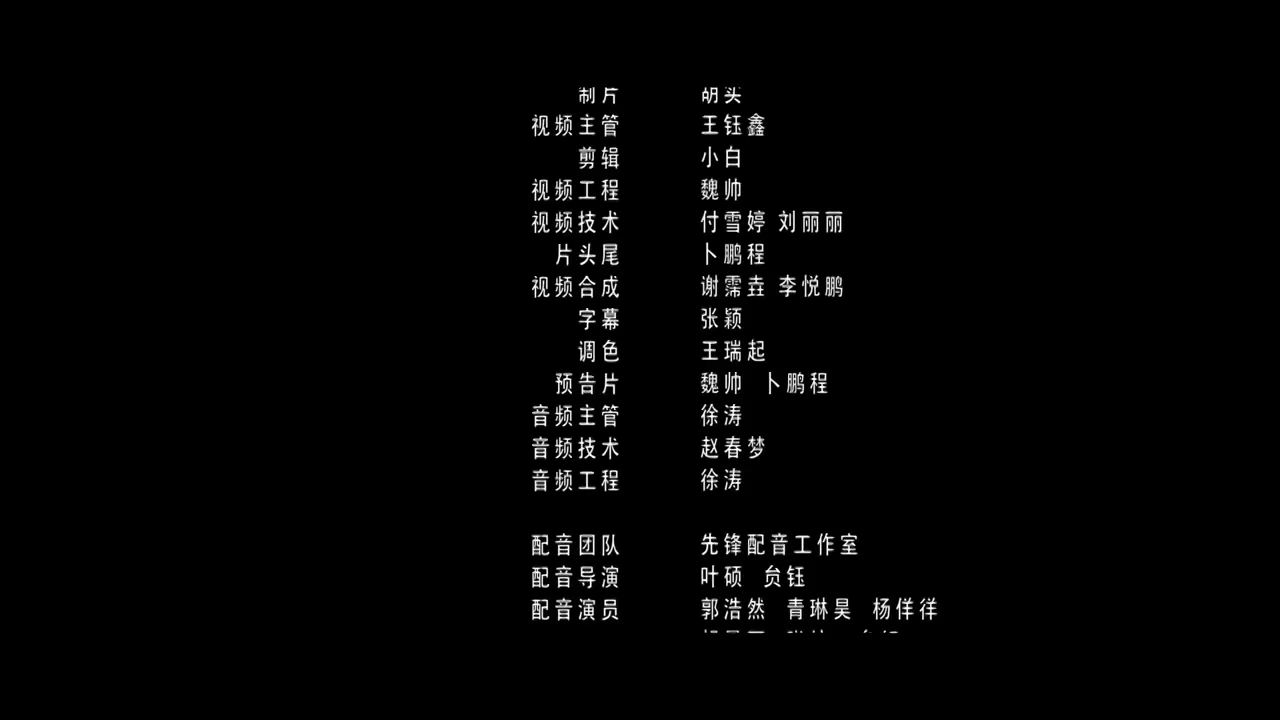 制片 胡头
视频主管 王钰鑫
剪辑 小白
视频工程 魏帅
视频技术 付雪婷 刘丽丽
片头尾 卜鹏程
视频合成 谢霈垚 李悦鹏
字幕 张颖
调色 王瑞起
预告片 魏帅 卜鹏程
音频主管 徐涛
音频技术 赵春梦
音频工程 徐涛
配音团队 先锋配音工作室
配音导演 叶硕 贠钰
配音演员 郭浩然 青琳昊 杨佯徉